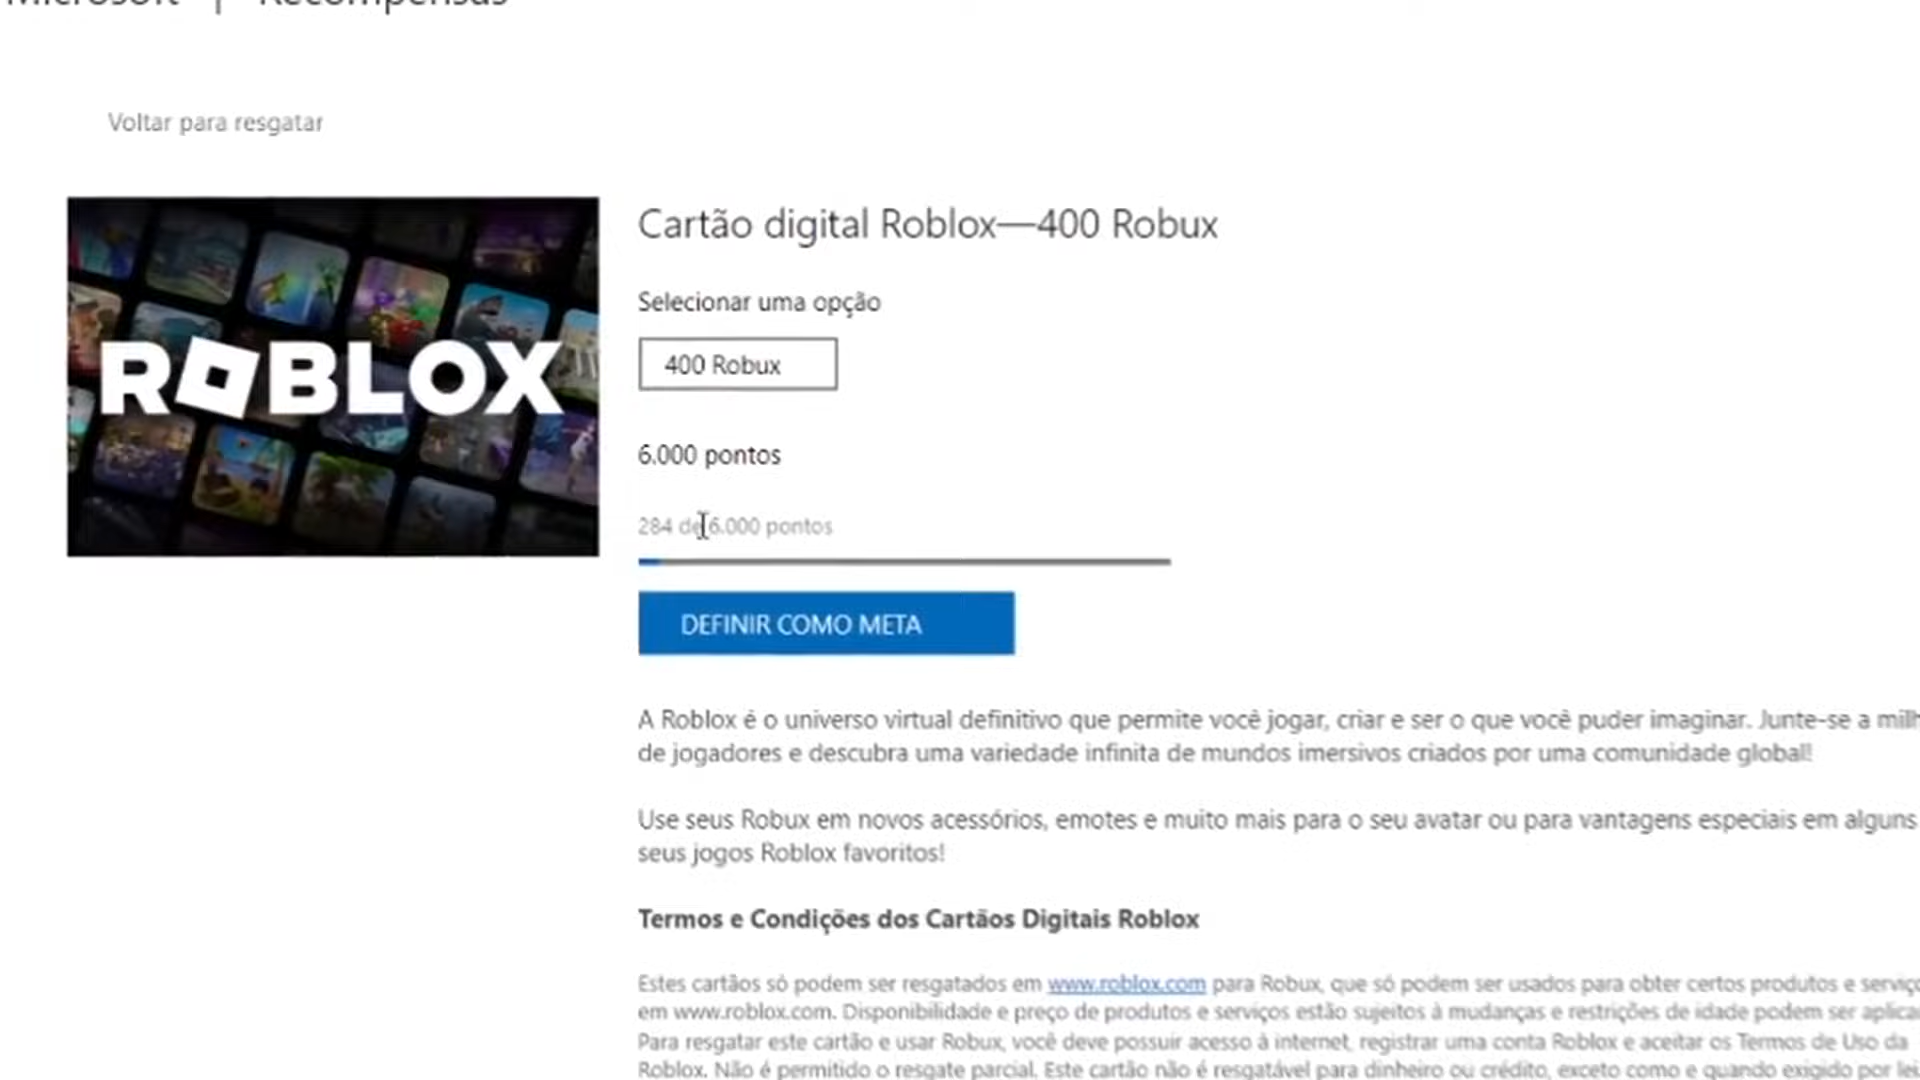 Microsoft | Recompensas
Voltar para resgatar
ROBLOX
Cartão digital Roblox—400 Robux
Selecionar uma opção
400 Robux
6.000 pontos
284 de 6.000 pontos
DEFINIR COMO META
A Roblox é o universo virtual definitivo que permite você jogar, criar e ser o que você puder imaginar. Junte-se a
de jogadores e descubra uma variedade infinita de mundos imersivos criados por uma comunidade global!
Use seus Robux em novos acessórios, emotes e muito mais para o seu avatar ou para vantagens especiais em alguns
seus jogos Roblox favoritos!
Termos e Condições dos Cartãos Digitais Roblox
Estes cartãos só podem ser resgatados em www.roblox.com para Robux, que só podem ser usados para obter certos produtos e
em www.roblox.com. Disponibilidade e preço de produtos e serviços estão sujeitos à mudanças e restrições de idade podem ser
Para resgatar este cartão e usar Robux, você deve possuir acesso à internet, registrar uma conta Roblox e aceitar os Termos de Uso da
Roblox. Não é permitido o resgate parcial. Este cartão não é resgatável para dinheiro ou crédito, exceto como e quando exigido por lei